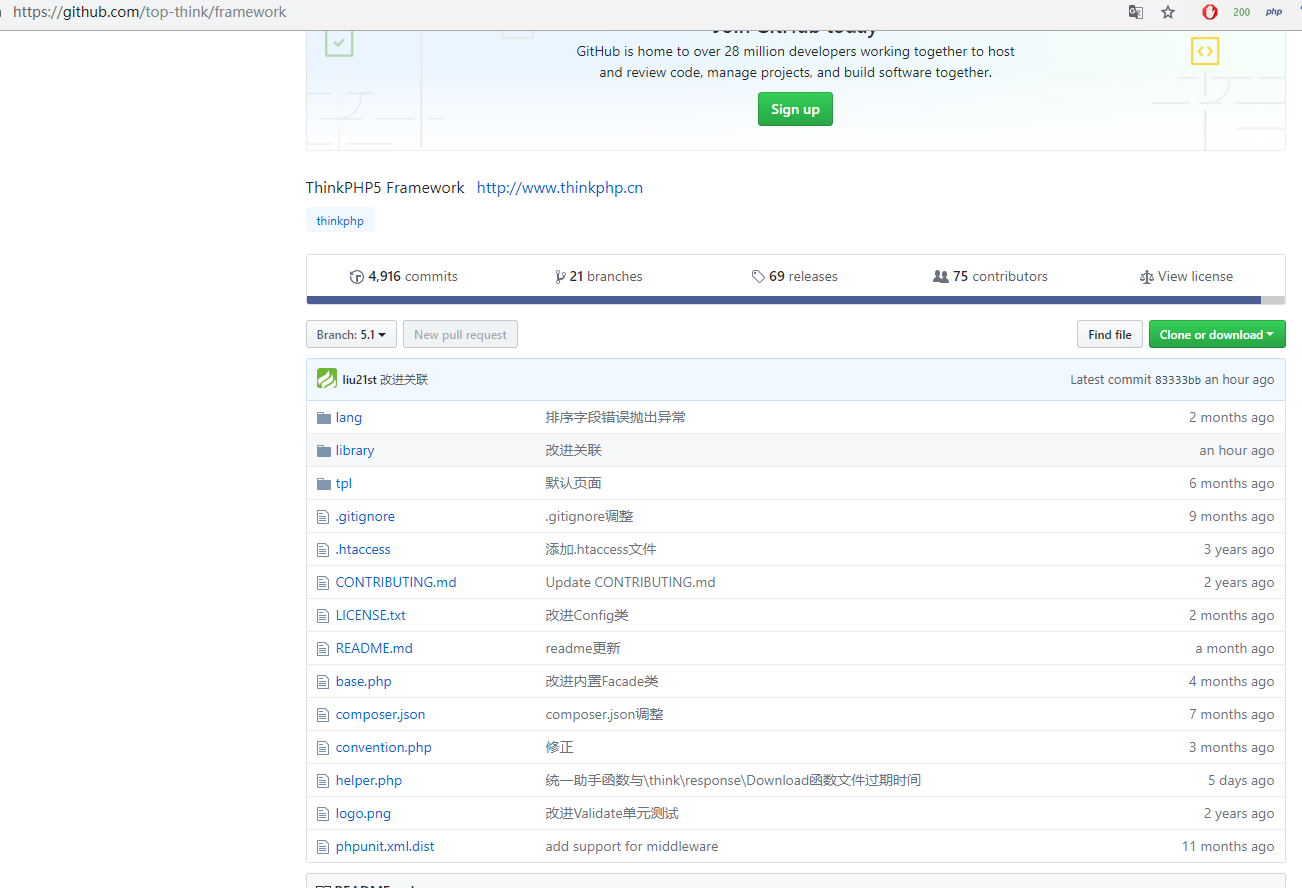 https://github.com/top-think/framework
200
php
Join GitHub today
GitHub is home to over 28 million developers working together to host
and review code, manage projects, and build software together.
Sign up
ThinkPHP5 Framework http://www.thinkphp.cn
thinkphp
4,916 commits 21 branches 69 releases 75 contributors View license
Branch: 5.1 New pull request Find file Clone or download
liu21st 改进关联 Latest commit 83333bb an hour ago
lang 排序字段错误抛出异常 2 months ago
library 改进关联 an hour ago
tpl 默认页面 6 months ago
.gitignore .gitignore调整 9 months ago
.htaccess 添加.htaccess文件 3 years ago
CONTRIBUTING.md Update CONTRIBUTING.md 2 years ago
LICENSE.txt 改进Config类 2 months ago
README.md readme更新 a month ago
base.php 改进内置Facade类 4 months ago
composer.json composer.json调整 7 months ago
convention.php 修正 3 months ago
helper.php 统一助手函数与\think\response\Download函数文件过期时间 5 days ago
logo.png 改进Validate单元测试 2 years ago
phpunit.xml.dist add support for middleware 11 months ago